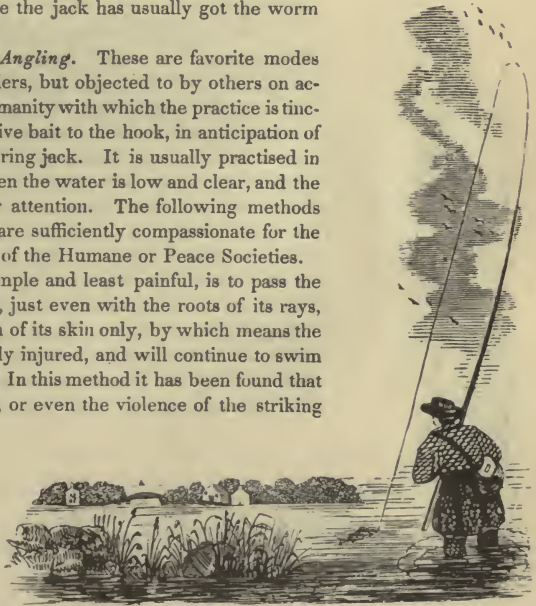 e the jack has usually got the worm
Angling. These are favorite modes
ers, but objected to by others on ac-
manity with which the practice is tinc-
ive bait to the hook, in anticipation of
ring jack. It is usually practised in
en the water is low and clear, and the
attention. The following methods
are sufficiently compassionate for the
of the Humane or Peace Societies.
nple and least painful, is to pass the
, just even with the roots of its rays,
n of its skin only, by which means the
ly injured, and will continue to swim
In this method it has been found that
, or even the violence of the striking